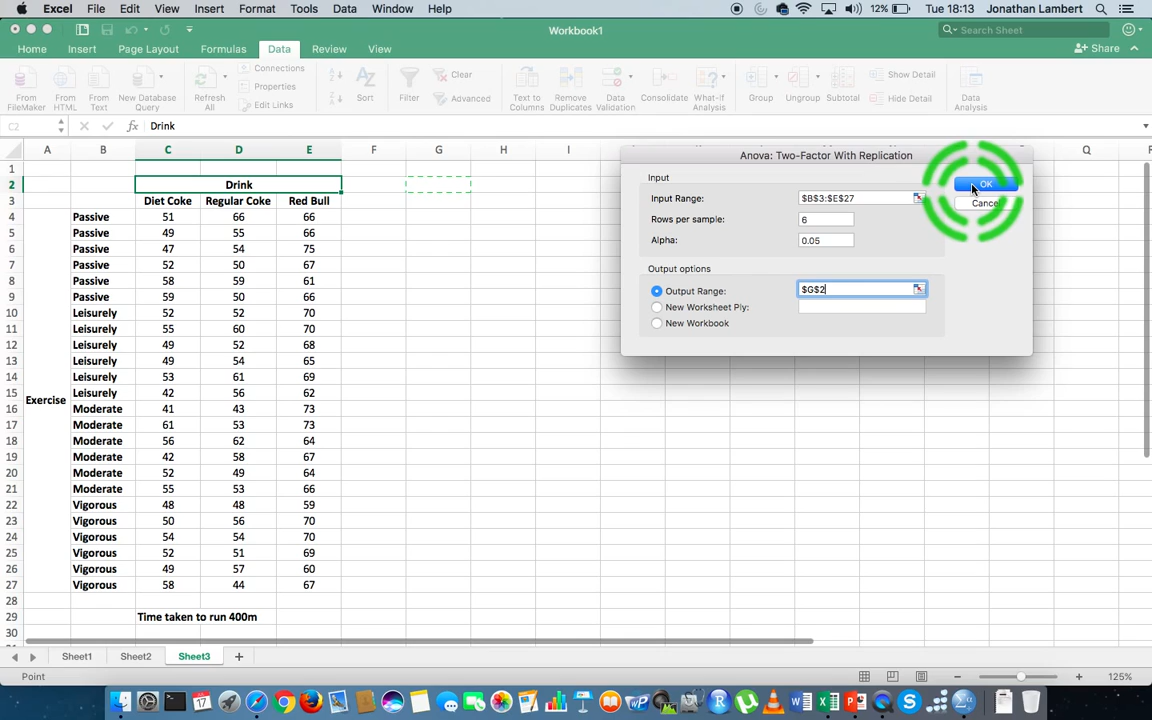 Excel File Edit View Insert Format Tools Data Window Help 12% Tue 18:13 Jonathan Lambert
Workbook1
Search Sheet
Home Insert Page Layout Formulas Data Review View Share
From FileMaker
From HTML
From Text
New Database Query
Refresh All
Connections
Properties
Edit Links
Sort
Filter
Clear
Advanced
Text to Columns
Remove Duplicates
Data Validation
Consolidate
What-If Analysis
Group
Ungroup
Subtotal
Show Detail
Hide Detail
Data Analysis
C2 fx Drink
A B C D E F G H I Q
1
2 Drink
3 Diet Coke Regular Coke Red Bull
4 Passive 51 66 66
5 Passive 49 55 66
6 Passive 47 54 75
7 Passive 52 50 67
8 Passive 58 59 61
9 Passive 59 50 66
10 Leisurely 52 52 70
11 Leisurely 55 60 70
12 Leisurely 49 52 68
13 Leisurely 49 54 65
14 Leisurely 53 61 69
15 Leisurely 42 56 62
Exercise
16 Moderate 41 43 73
17 Moderate 61 53 73
18 Moderate 56 62 64
19 Moderate 42 58 67
20 Moderate 52 49 64
21 Moderate 55 53 66
22 Vigorous 48 48 59
23 Vigorous 50 56 70
24 Vigorous 54 54 70
25 Vigorous 52 51 69
26 Vigorous 49 57 60
27 Vigorous 58 44 67
28
29 Time taken to run 400m
30
Anova: Two-Factor With Replication
Input
Input Range: $B$3:$E$27
Rows per sample: 6
Alpha: 0.05
OK
Cancel
Output options
Output Range: $G$2
New Worksheet Ply:
New Workbook
Sheet1 Sheet2 Sheet3 +
Point 125%